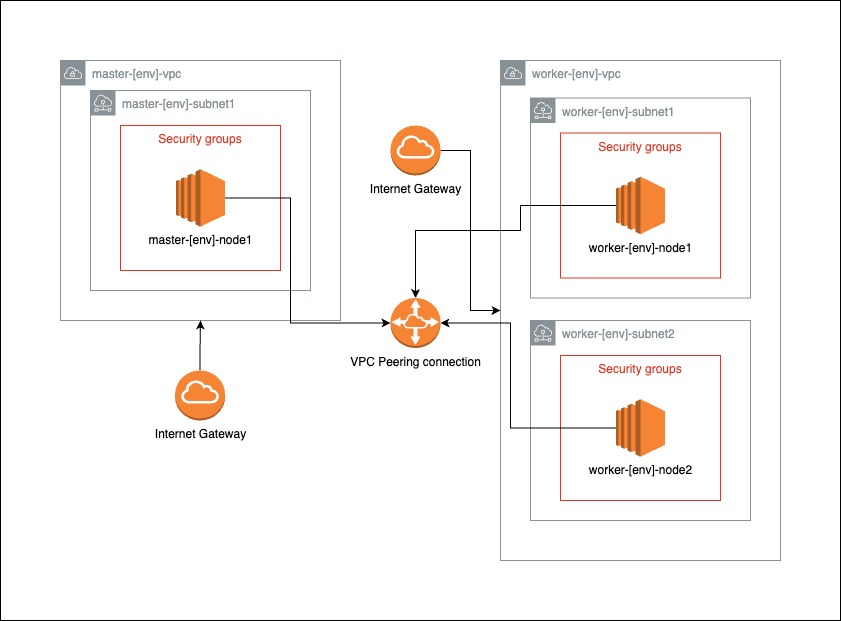 master-[env]-vpc
master-[env]-subnet1
Security groups
master-[env]-node1
Internet Gateway
Internet Gateway
VPC Peering connection
worker-[env]-vpc
worker-[env]-subnet1
Security groups
worker-[env]-node1
worker-[env]-subnet2
Security groups
worker-[env]-node2